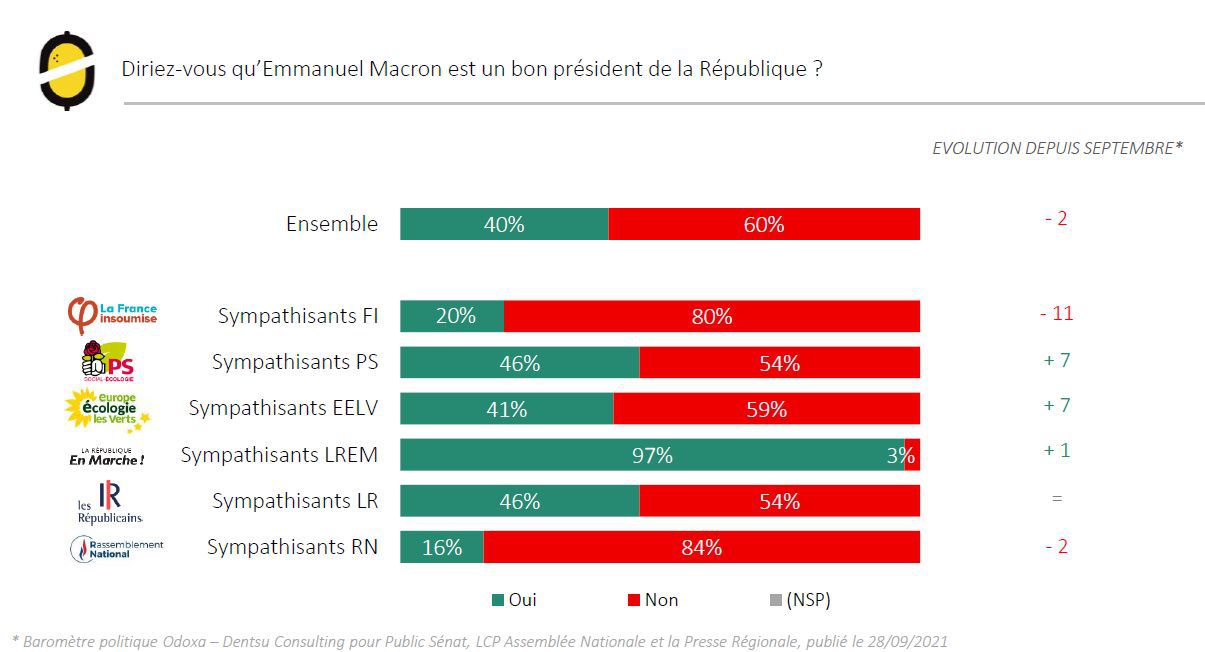 Diriez-vous qu’Emmanuel Macron est un bon président de la République ?
EVOLUTION DEPUIS SEPTEMBRE*
Ensemble 40% 60% - 2
La France insoumise Sympathisants FI 20% 80% - 11
PS SOCIAL-ÉCOLOGIE Sympathisants PS 46% 54% + 7
europe écologie les Verts Sympathisants EELV 41% 59% + 7
LA RÉPUBLIQUE En Marche ! Sympathisants LREM 97% 3% + 1
les Républicains Sympathisants LR 46% 54% =
Rassemblement National Sympathisants RN 16% 84% - 2
Oui Non (NSP)
* Baromètre politique Odoxa – Dentsu Consulting pour Public Sénat, LCP Assemblée Nationale et la Presse Régionale, publié le 28/09/2021